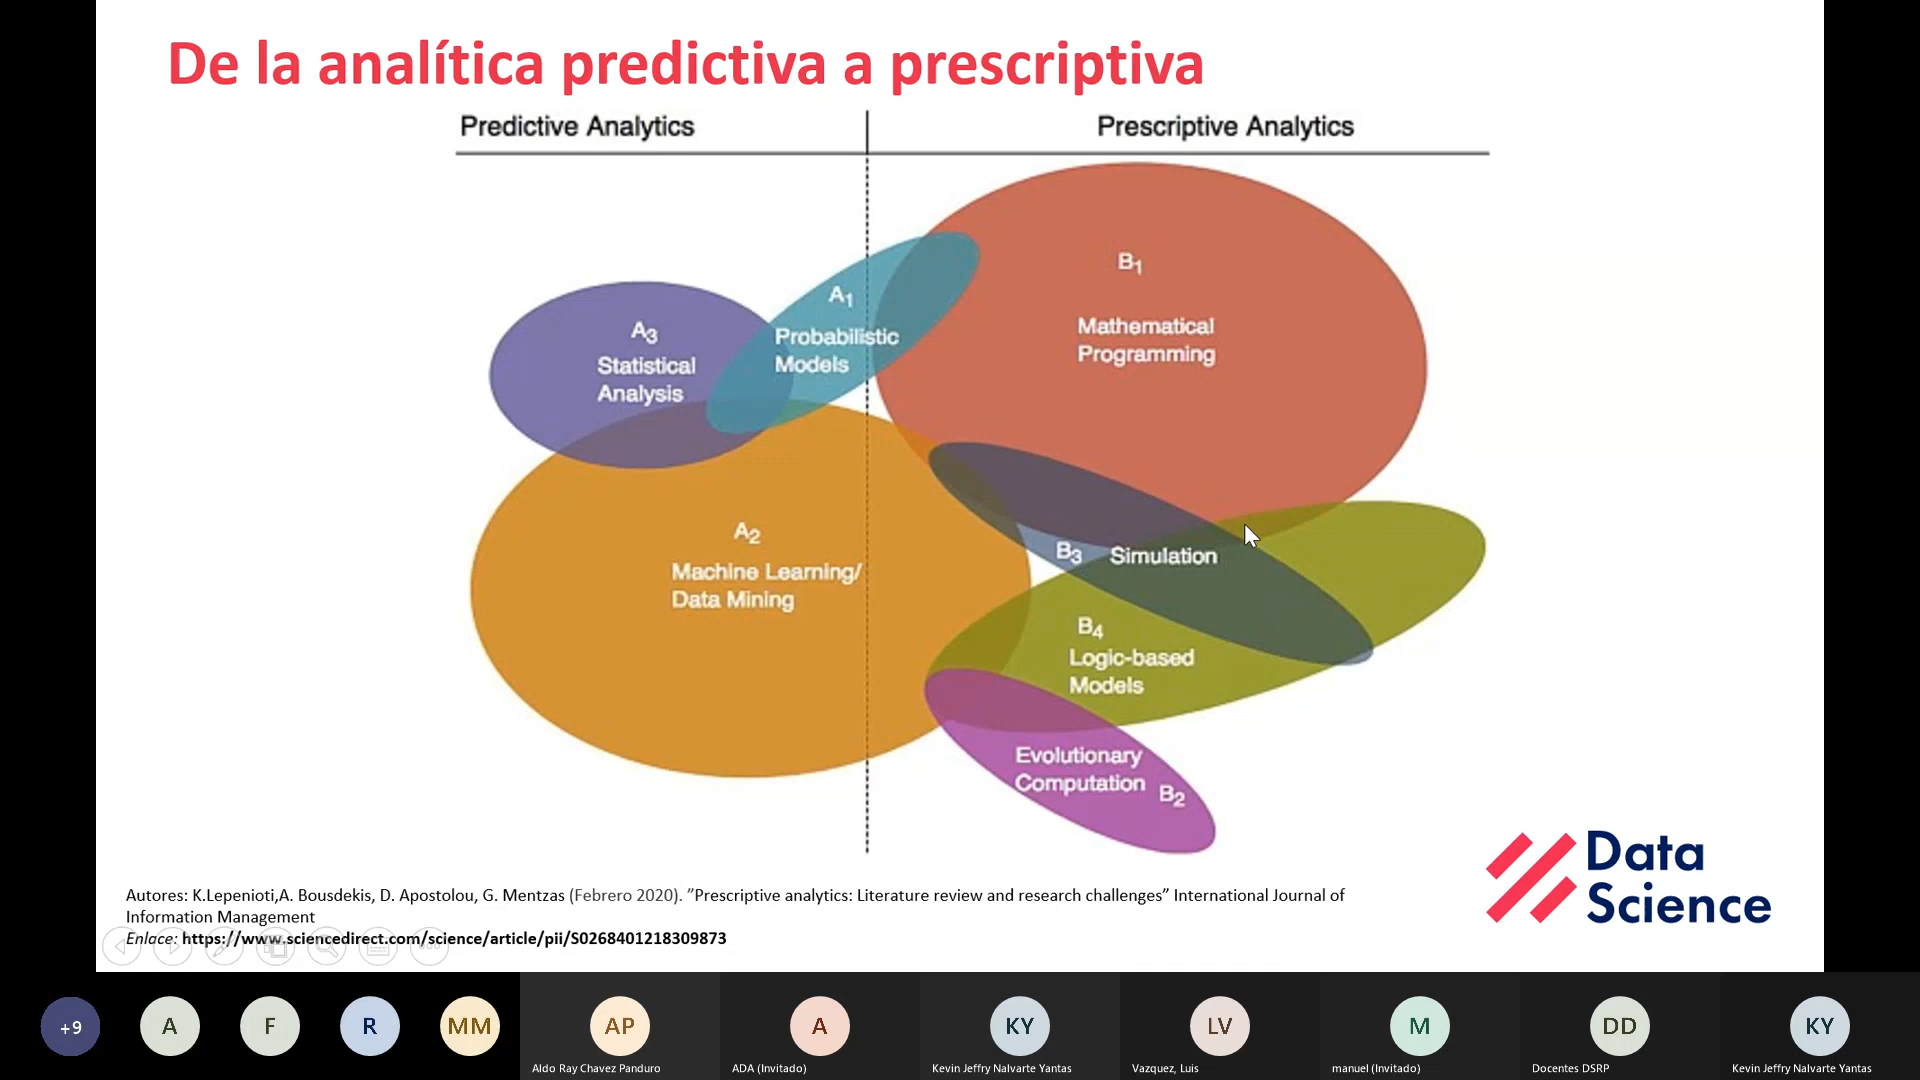 De la analítica predictiva a prescriptiva
Predictive Analytics
Prescriptive Analytics
B1
Mathematical
Programming
A1
Probabilistic
Models
A3
Statistical
Analysis
A2
Machine Learning/
Data Mining
B3 Simulation
B4
Logic-based
Models
Evolutionary
Computation B2
Data
Science
Autores: K.Lepenioti,A. Bousdekis, D. Apostolou, G. Mentzas (Febrero 2020). ”Prescriptive analytics: Literature review and research challenges” International Journal of
Information Management
Enlace: https://www.sciencedirect.com/science/article/pii/S0268401218309873
+9
A
F
R
MM
AP
A
KY
LV
M
DD
KY
Aldo Ray Chavez Panduro
ADA (Invitado)
Kevin Jeffry Nalvarte Yantas
Vazquez, Luis
manuel (Invitado)
Docentes DSRP
Kevin Jeffry Nalvarte Yantas